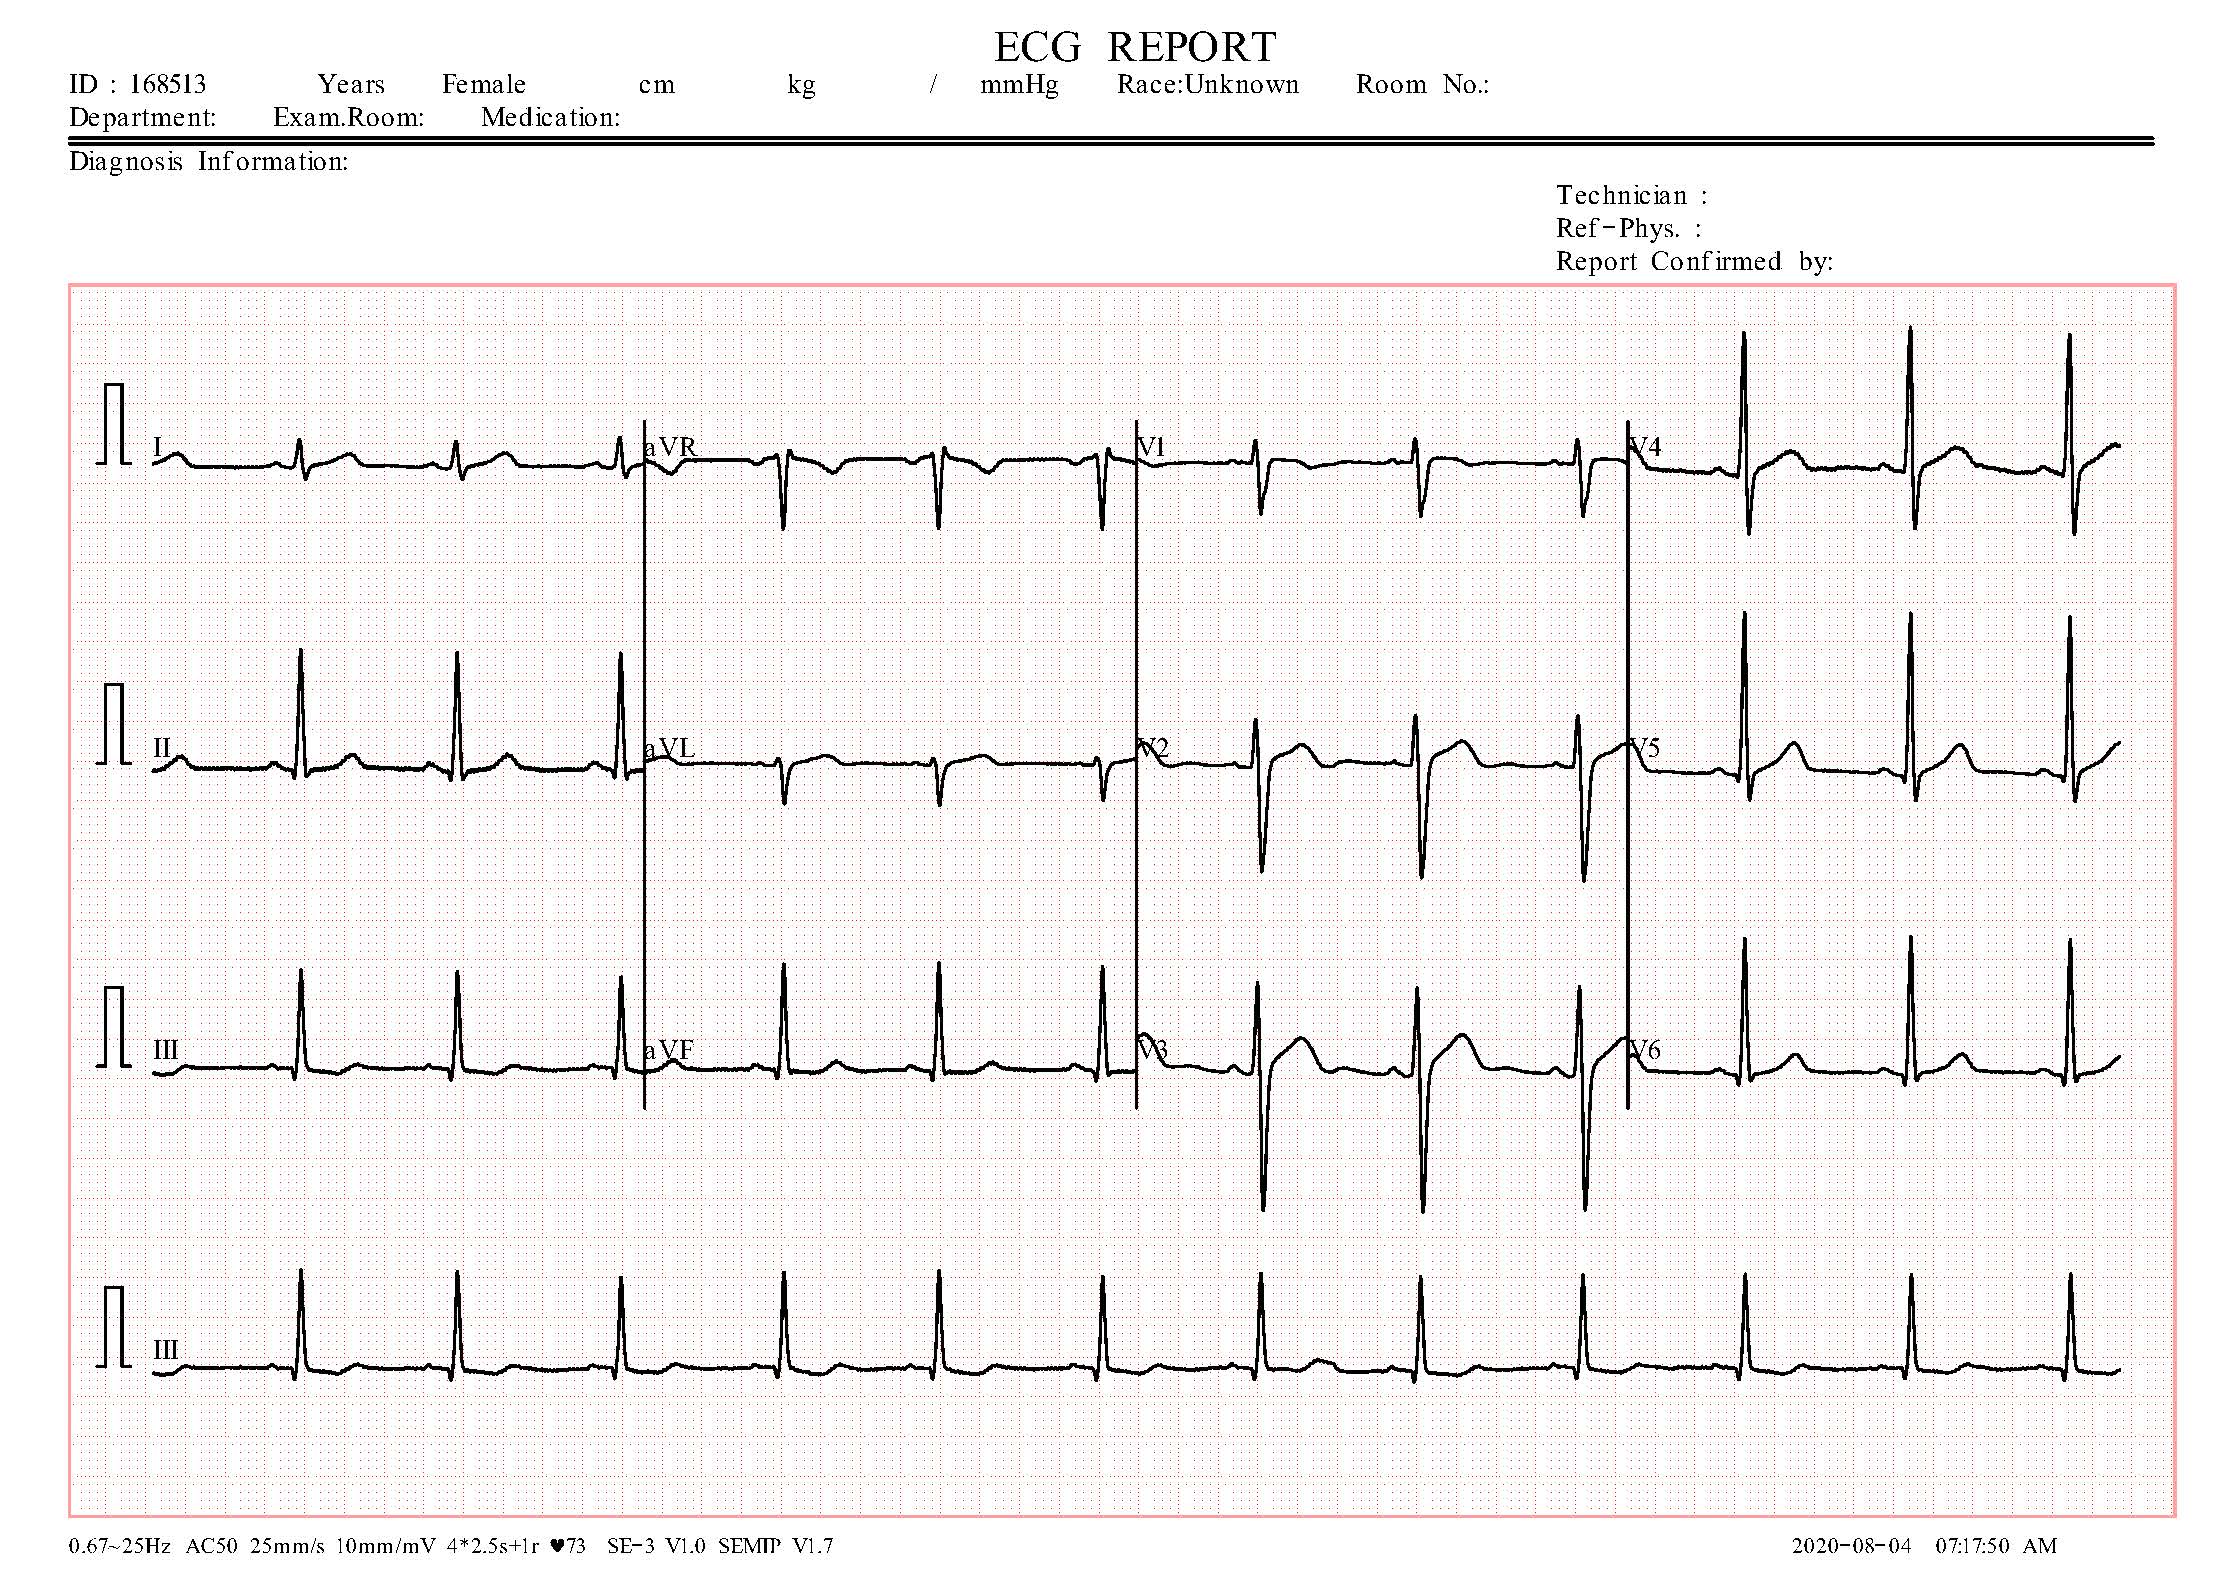 ECG REPORT
ID : 168513 Years Female cm kg / mmHg Race:Unknown Room No.:
Department: Exam.Room: Medication:
Diagnosis Information:
Technician :
Ref-Phys. :
Report Confirmed by:
I aVR V1 V4
II aVL V2 V5
III aVF V3 V6
III
0.67~25Hz AC50 25mm/s 10mm/mV 4*2.5s+1r ♥73 SE-3 V1.0 SEMIP V1.7 2020-08-04 07:17:50 AM